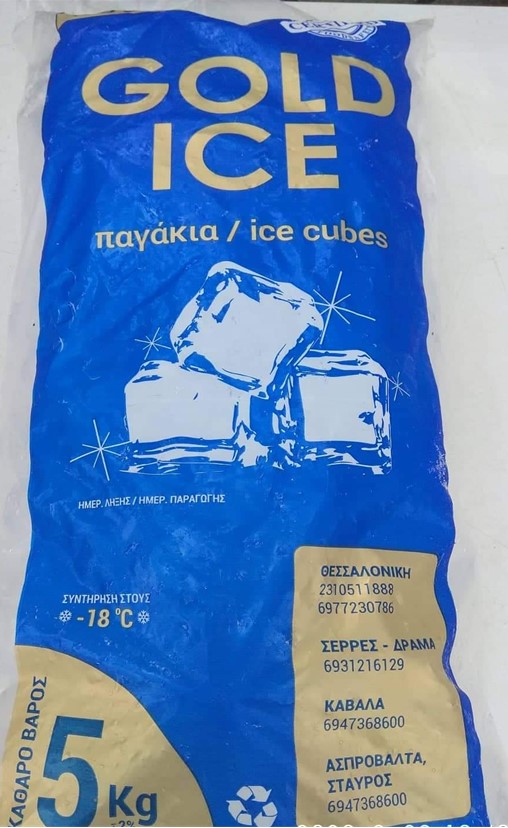 GOLD
ICE
παγάκια / ice cubes
ΗΜΕΡ. ΛΗΞΗΣ / ΗΜΕΡ. ΠΑΡΑΓΩΓΗΣ
ΣΥΝΤΗΡΗΣΗ ΣΤΟΥΣ
-18 °C
ΚΑΘΑΡΟ ΒΑΡΟΣ
5 Kg
ΘΕΣΣΑΛΟΝΙΚΗ
2310511888
6977230786
ΣΕΡΡΕΣ - ΔΡΑΜΑ
6931216129
ΚΑΒΑΛΑ
6947368600
ΑΣΠΡΟΒΑΛΤΑ,
ΣΤΑΥΡΟΣ
6947368600